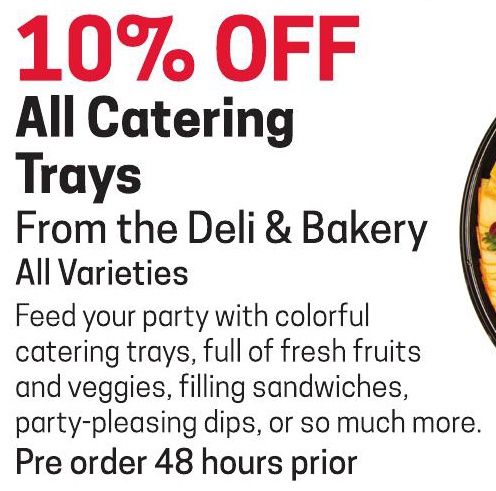 10% OFF
All Catering
Trays
From the Deli & Bakery
All Varieties
Feed your party with colorful
catering trays, full of fresh fruits
and veggies, filling sandwiches,
party-pleasing dips, or so much more.
Pre order 48 hours prior